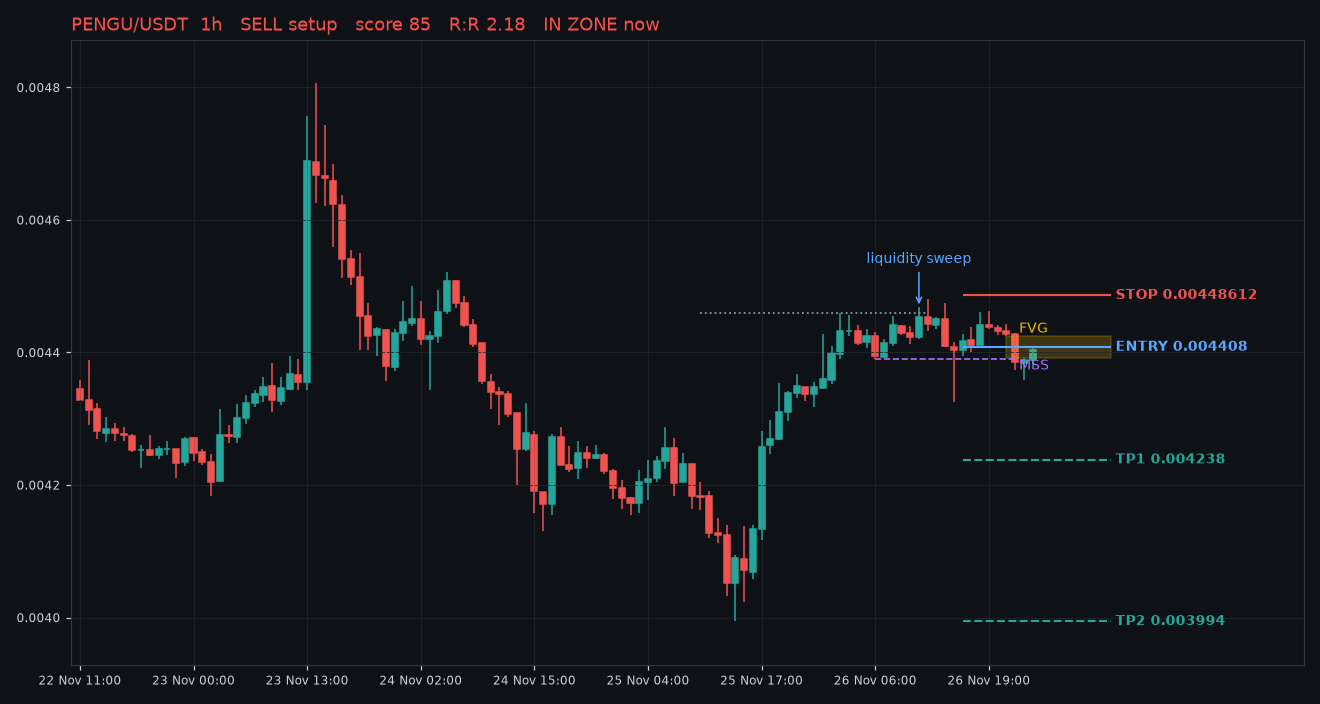 PENGU/USDT 1h SELL setup score 85 R:R 2.18 IN ZONE now
0.0048
0.0046
0.0044
0.0042
0.0040
liquidity sweep
STOP 0.00448612
FVG
ENTRY 0.004408
MSS
TP1 0.004238
TP2 0.003994
22 Nov 11:00
23 Nov 00:00
23 Nov 13:00
24 Nov 02:00
24 Nov 15:00
25 Nov 04:00
25 Nov 17:00
26 Nov 06:00
26 Nov 19:00